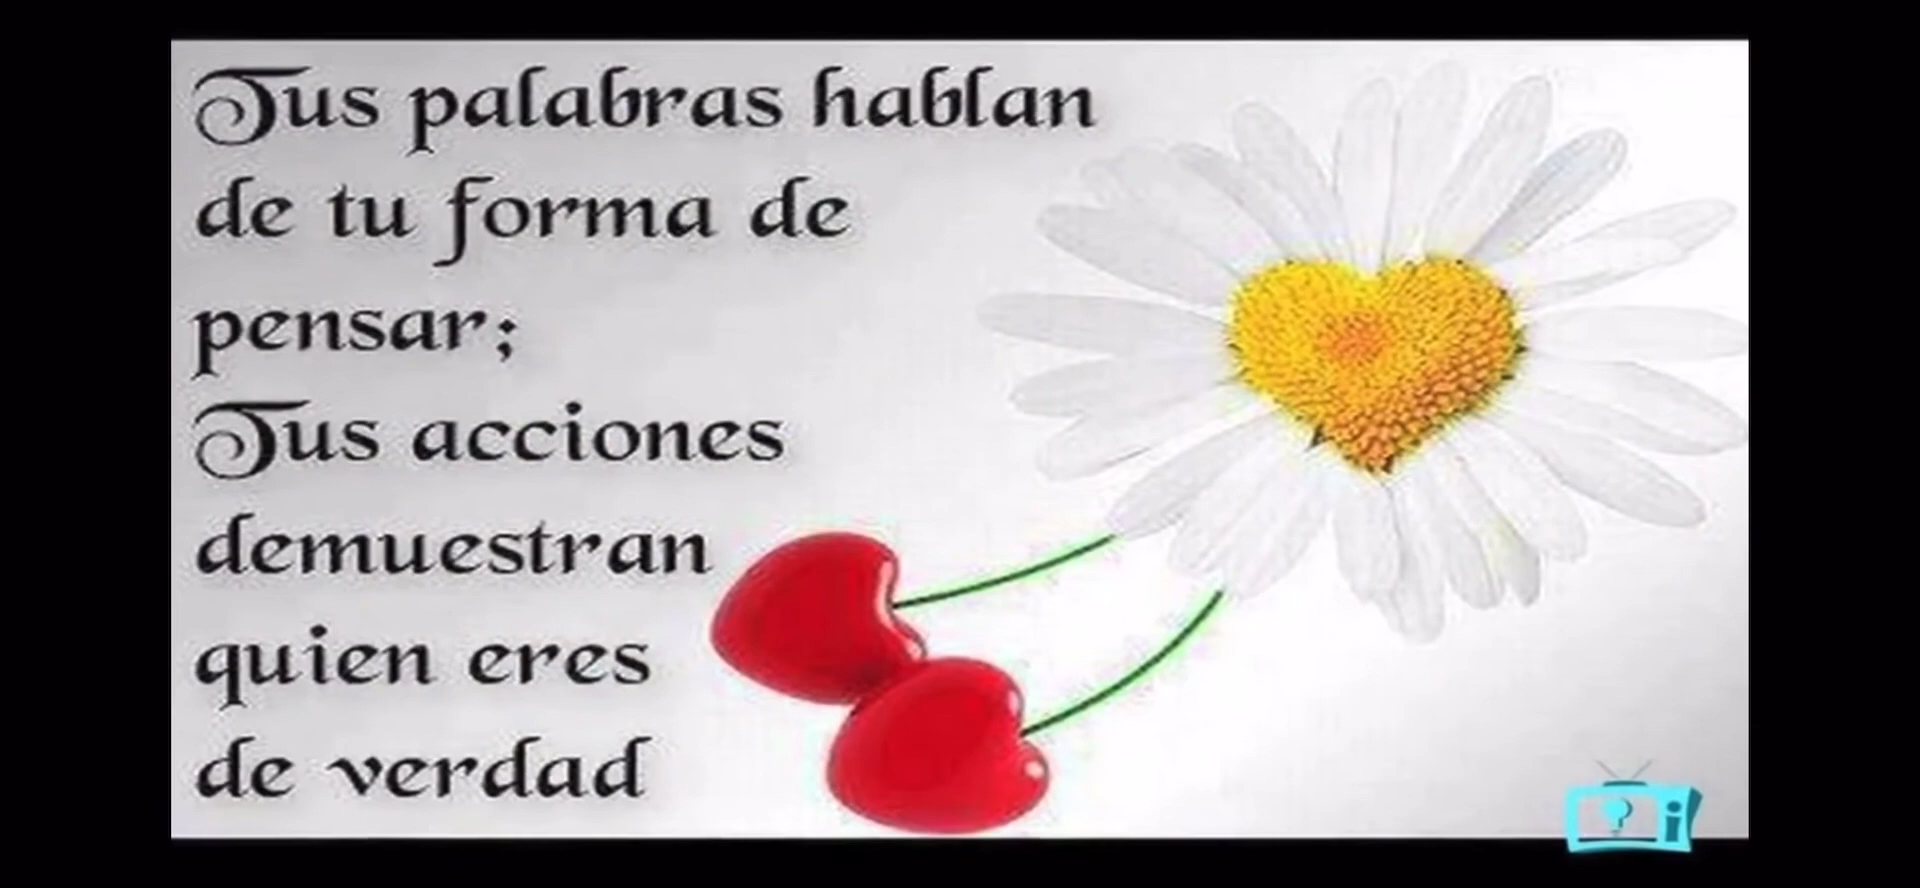 Tus palabras hablan
de tu forma de
pensar;
Tus acciones
demuestran
quien eres
de verdad